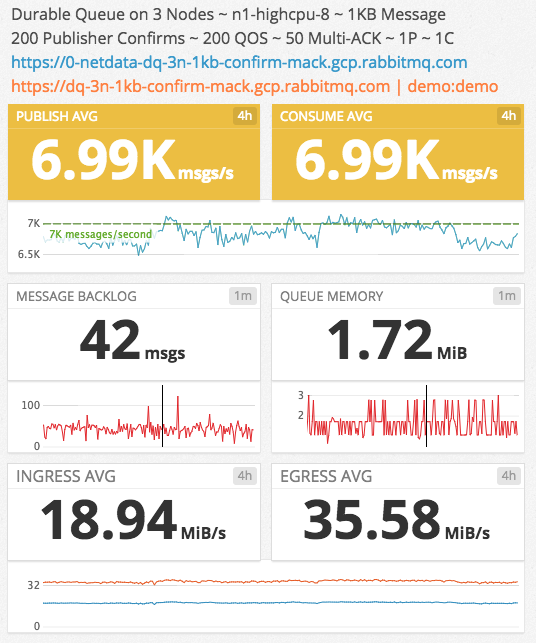 Durable Queue on 3 Nodes ~ n1-highcpu-8 ~ 1KB Message
200 Publisher Confirms ~ 200 QOS ~ 50 Multi-ACK ~ 1P ~ 1C
https://0-netdata-dq-3n-1kb-confirm-mack.gcp.rabbitmq.com
https://dq-3n-1kb-confirm-mack.gcp.rabbitmq.com | demo:demo
PUBLISH AVG 4h CONSUME AVG 4h
6.99K msgs/s 6.99K msgs/s
7K
7K messages/second
6.5K
MESSAGE BACKLOG 1m QUEUE MEMORY 1m
42 msgs 1.72 MiB
3
100
2
0
INGRESS AVG 4h EGRESS AVG 4h
18.94 MiB/s 35.58 MiB/s
32
0